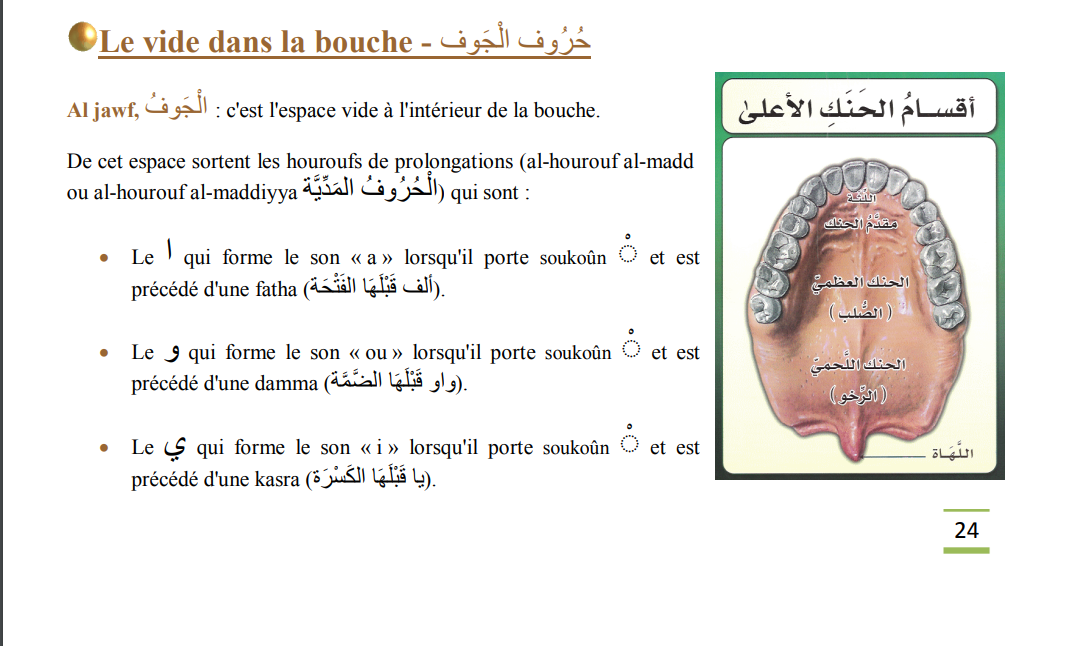 Le vide dans la bouche - حُرُوف الْجَوف
Al jawf, الْجَوفُ : c'est l'espace vide à l'intérieur de la bouche.
De cet espace sortent les houroufs de prolongations (al-hourouf al-madd
ou al-hourouf al-maddiyya الْحُرُوفُ المَدِّيَّة) qui sont :
• Le ا qui forme le son « a » lorsqu'il porte soukoûn ْ et est
précédé d'une fatha (ألف قَبْلَهَا الفَتْحَة).
• Le و qui forme le son « ou » lorsqu'il porte soukoûn ْ et est
précédé d'une damma (واو قَبْلَهَا الضَّمَّة).
• Le ي qui forme le son « i » lorsqu'il porte soukoûn ْ et est
précédé d'une kasra (يا قَبْلَهَا الكَسْرَة).
أقسامُ الحَنَكِ الأعلىٰ
اللِّثة
مقدَّمُ الحنك
الحنك العظميّ
(الصُّلب)
الحنك اللَّحميّ
(الرِّخو)
اللَّهَاة
24